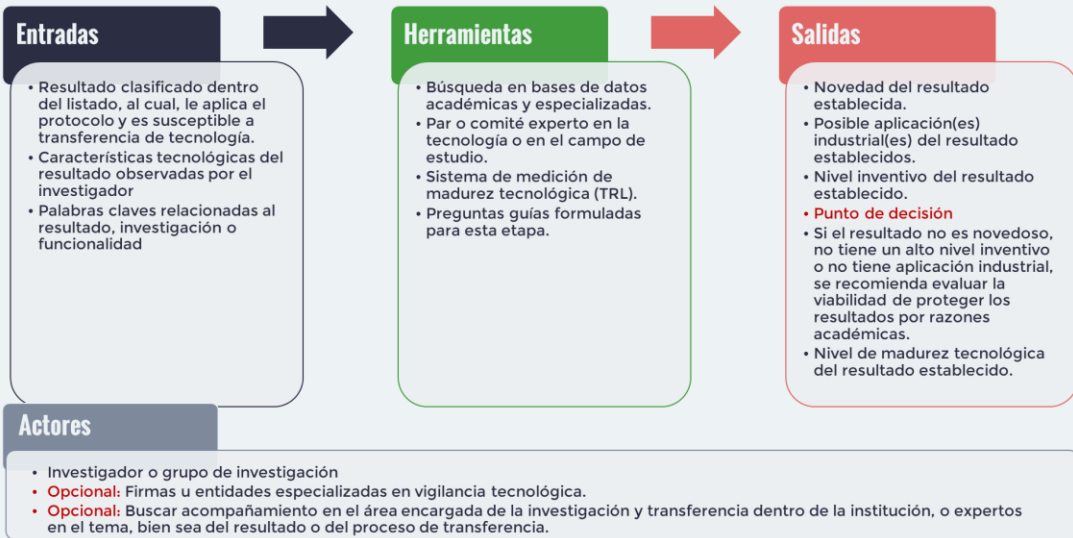 Entradas
• Resultado clasificado dentro
del listado, al cual, le aplica el
protocolo y es susceptible a
transferencia de tecnología.
• Características tecnológicas del
resultado observadas por el
investigador
• Palabras claves relacionadas al
resultado, investigación o
funcionalidad
Herramientas
• Búsqueda en bases de datos
académicas y especializadas.
• Par o comité experto en la
tecnología o en el campo de
estudio.
• Sistema de medición de
madurez tecnológica (TRL).
• Preguntas guías formuladas
para esta etapa.
Salidas
• Novedad del resultado
establecida.
• Posible aplicación(es)
industrial(es) del resultado
establecidos.
• Nivel inventivo del resultado
establecido.
• Punto de decisión
• Si el resultado no es novedoso,
no tiene un alto nivel inventivo
o no tiene aplicación industrial,
se recomienda evaluar la
viabilidad de proteger los
resultados por razones
académicas.
• Nivel de madurez tecnológica
del resultado establecido.
Actores
• Investigador o grupo de investigación
• Opcional: Firmas u entidades especializadas en vigilancia tecnológica.
• Opcional: Buscar acompañamiento en el área encargada de la investigación y transferencia dentro de la institución, o expertos
en el tema, bien sea del resultado o del proceso de transferencia.